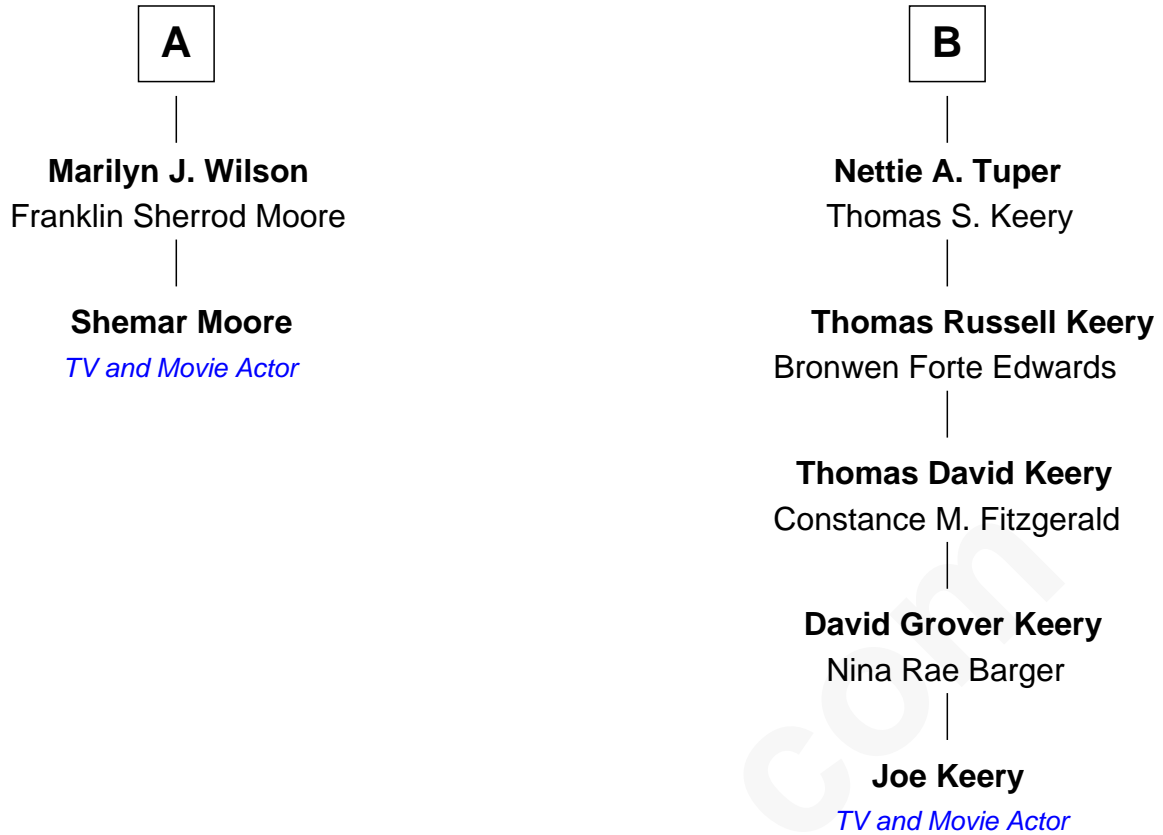 A
Marilyn J. Wilson
Franklin Sherrod Moore
Shemar Moore
TV and Movie Actor
B
Nettie A. Tuper
Thomas S. Keery
Thomas Russell Keery
Bronwen Forte Edwards
Thomas David Keery
Constance M. Fitzgerald
David Grover Keery
Nina Rae Barger
Joe Keery
TV and Movie Actor
com